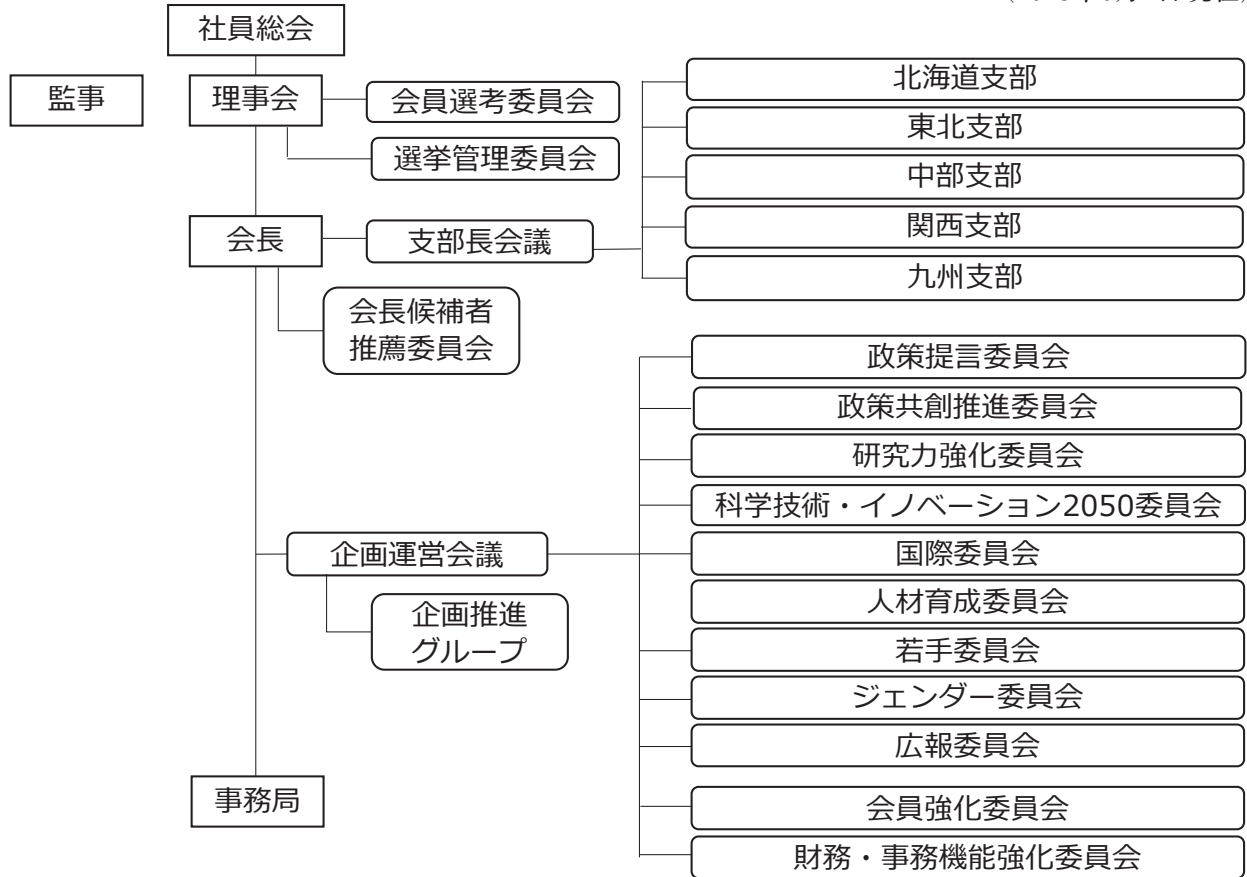 社員総会
監事
理事会
会員選考委員会
選挙管理委員会
会長
支部長会議
会長候補者
推薦委員会
北海道支部
東北支部
中部支部
関西支部
九州支部
企画運営会議
企画推進
グループ
政策提言委員会
政策共創推進委員会
研究力強化委員会
科学技術・イノベーション2050委員会
国際委員会
人材育成委員会
若手委員会
ジェンダー委員会
広報委員会
会員強化委員会
財務・事務機能強化委員会
事務局